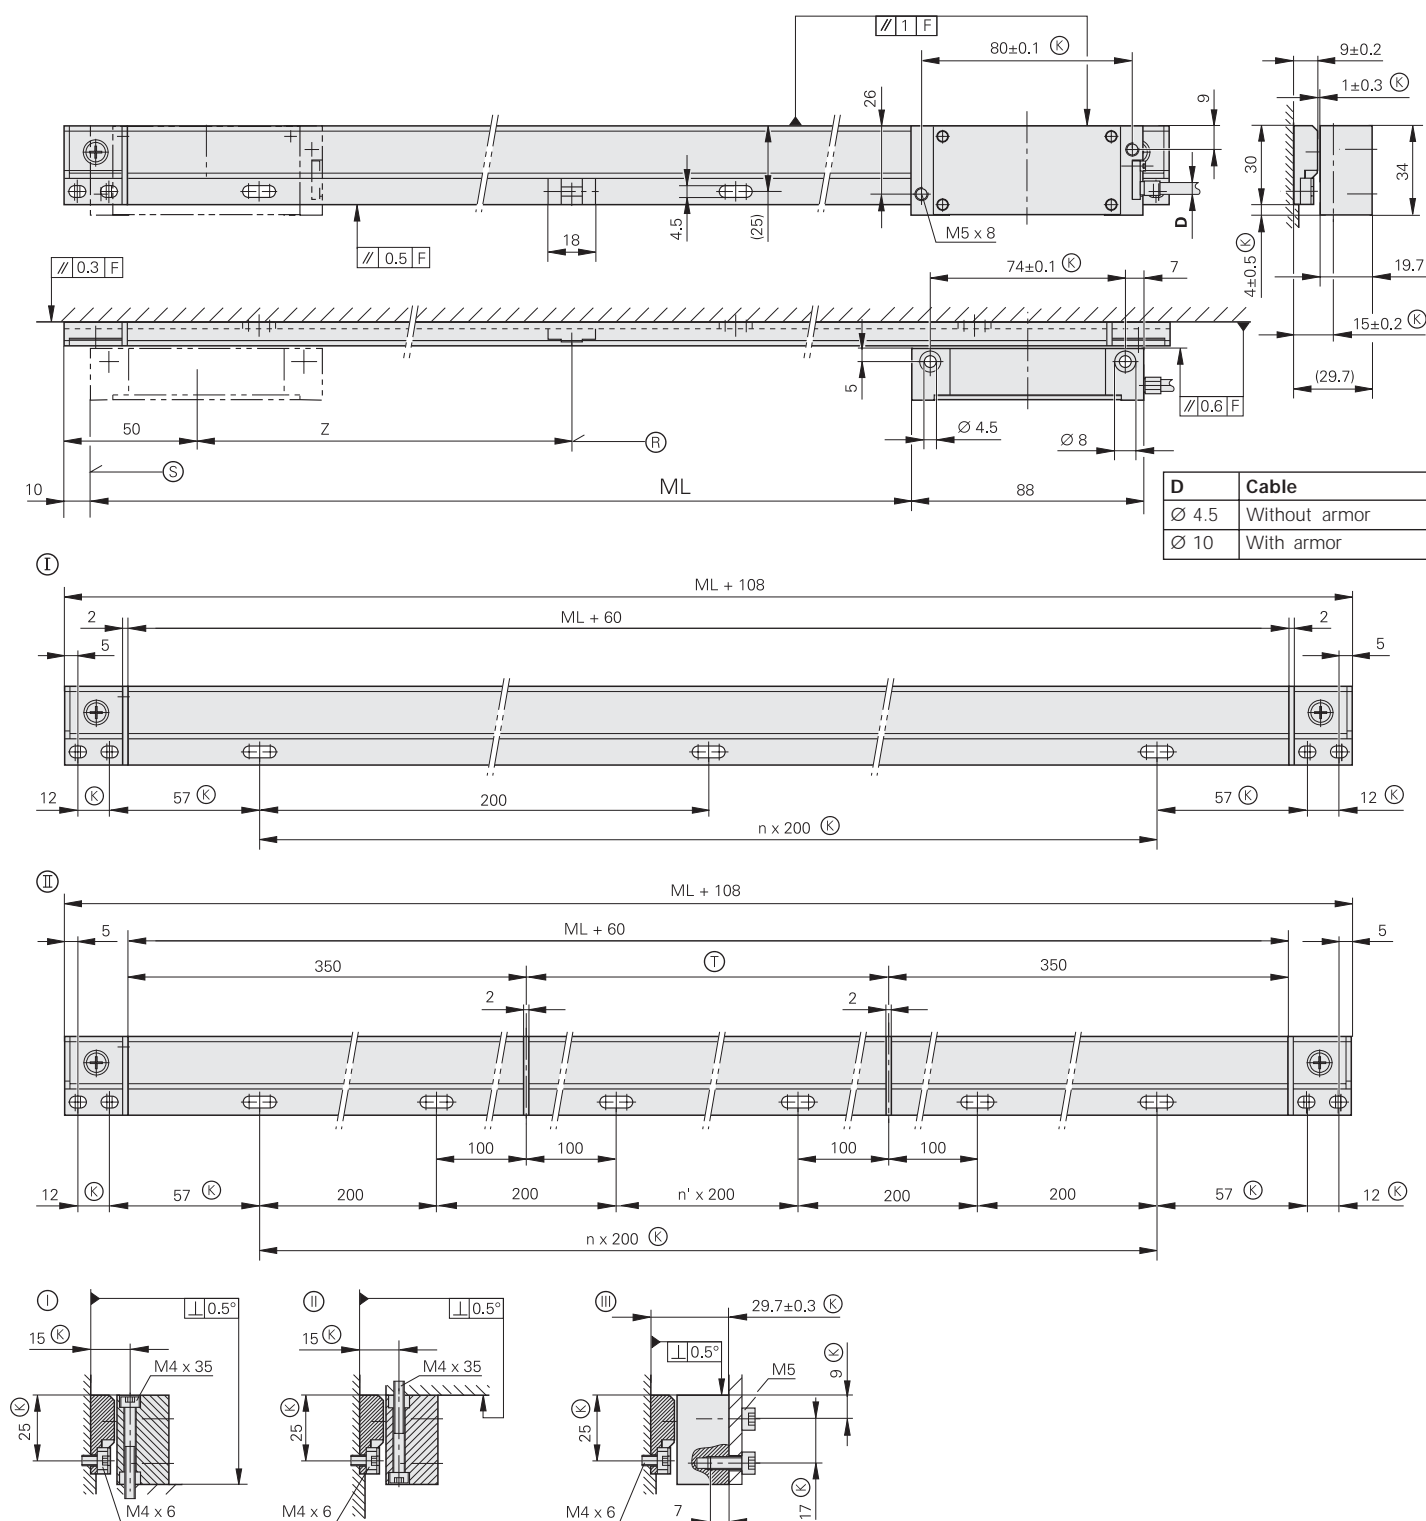 // 1 F
80±0.1 Ⓚ
9±0.2
1±0.3 Ⓚ
26
9
30
34
4.5
(25)
D
18
M5 x 8
// 0.5 F
// 0.3 F
74±0.1 Ⓚ
7
4±0.5 Ⓚ
19.7
15±0.2 Ⓚ
5
(29.7)
// 0.6 F
50
Z
Ⓡ
Ø 4.5
Ø 8
Ⓢ
10
ML
88
D Cable
Ø 4.5 Without armor
Ø 10 With armor
Ⓘ
ML + 108
2
ML + 60
2
5
5
12 Ⓚ
57 Ⓚ
200
57 Ⓚ
12 Ⓚ
n x 200 Ⓚ
Ⅱ
ML + 108
5
ML + 60
5
350
Ⓣ
350
2
2
100
100
100
100
12 Ⓚ
57 Ⓚ
200
200
n' x 200
200
200
57 Ⓚ
12 Ⓚ
n x 200 Ⓚ
Ⅰ
⊥ 0.5°
15 Ⓚ
M4 x 35
25 Ⓚ
M4 x 6
Ⅱ
⊥ 0.5°
15 Ⓚ
M4 x 35
25 Ⓚ
M4 x 6
Ⅲ
29.7±0.3 Ⓚ
⊥ 0.5°
M5
9 Ⓚ
25 Ⓚ
M4 x 6
7
17 Ⓚ